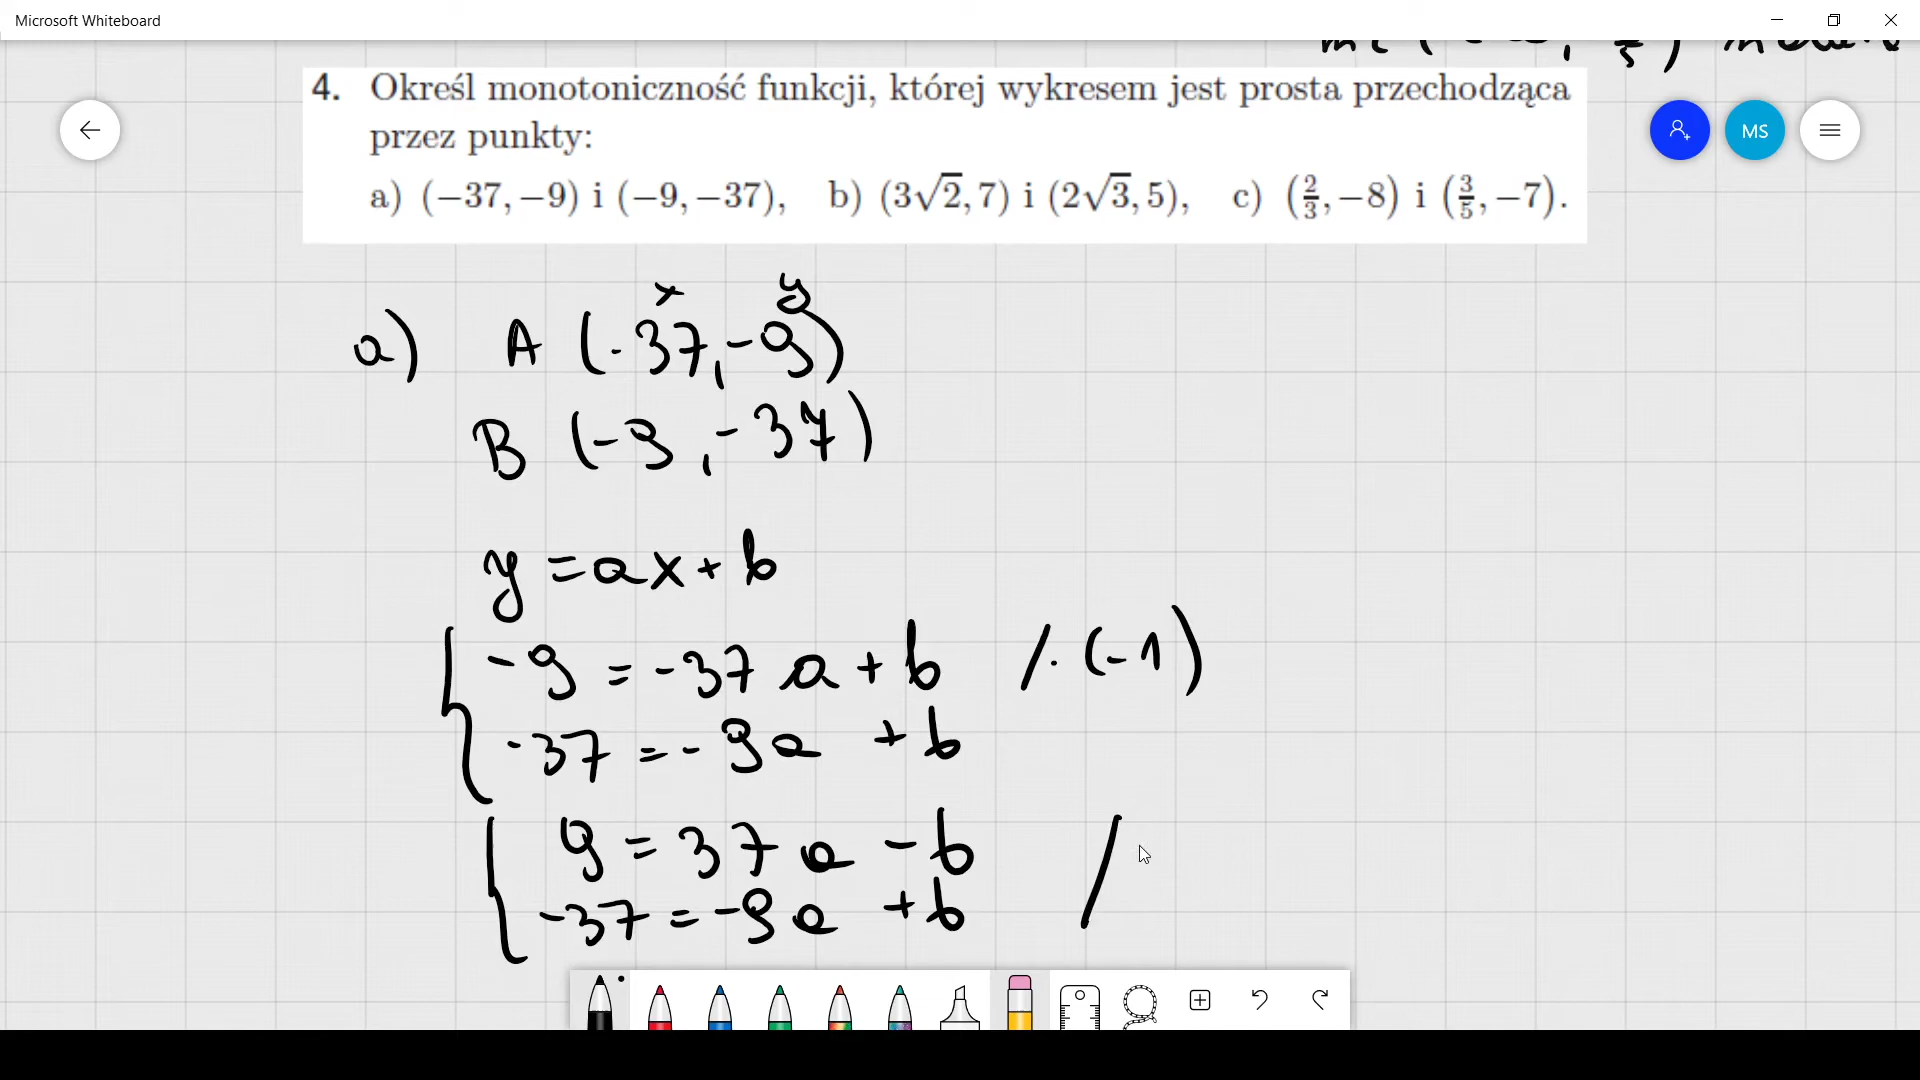 Microsoft Whiteboard
4. Określ monotoniczność funkcji, której wykresem jest prosta przechodząca
MS
przez punkty:
a) (−37, −9) i (−9, −37), b) (3√2, 7) i (2√3, 5), c) (2/3, −8) i (3/5, −7).
x y
a) A (-37, -9)
B (-9, -37)
y = ax + b
-9 = -37 a + b /· (-1)
-37 = -9a + b
9 = 37 a - b /
-37 = -9a + b